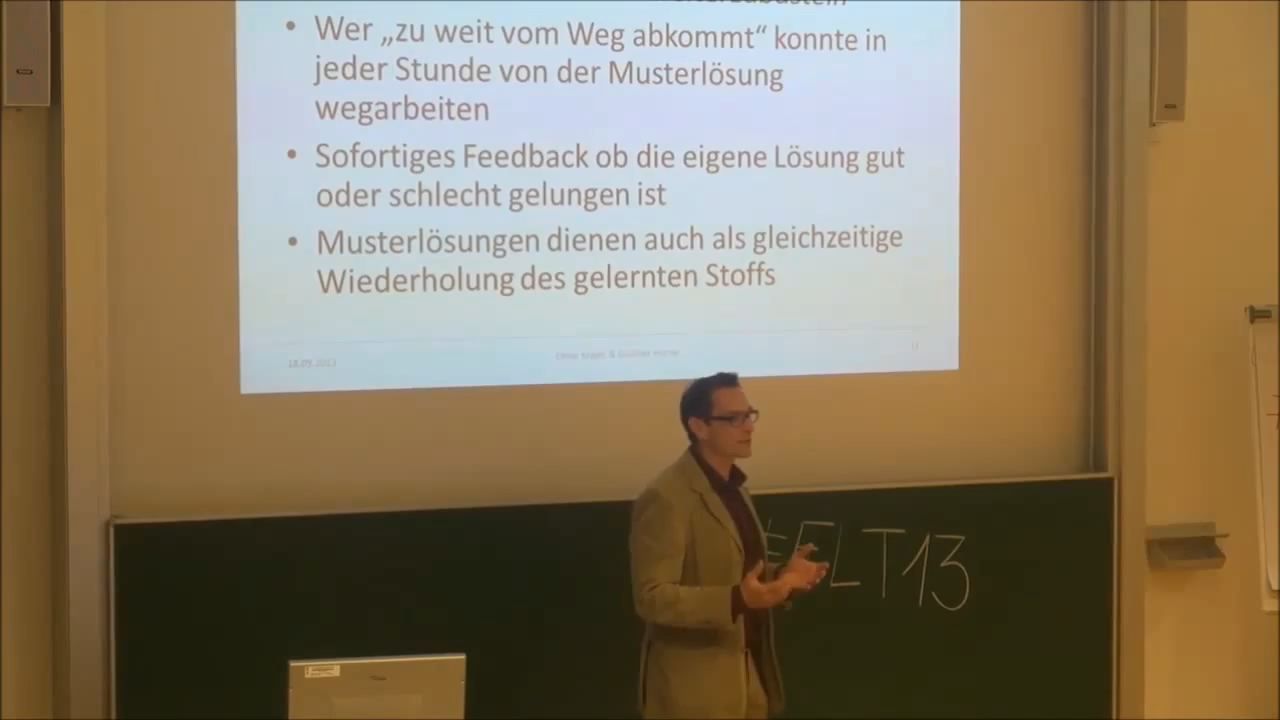 • Wer „zu weit vom Weg abkommt“ konnte in
jeder Stunde von der Musterlösung
wegarbeiten
• Sofortiges Feedback ob die eigene Lösung gut
oder schlecht gelungen ist
• Musterlösungen dienen auch als gleichzeitige
Wiederholung des gelernten Stoffs
LT13